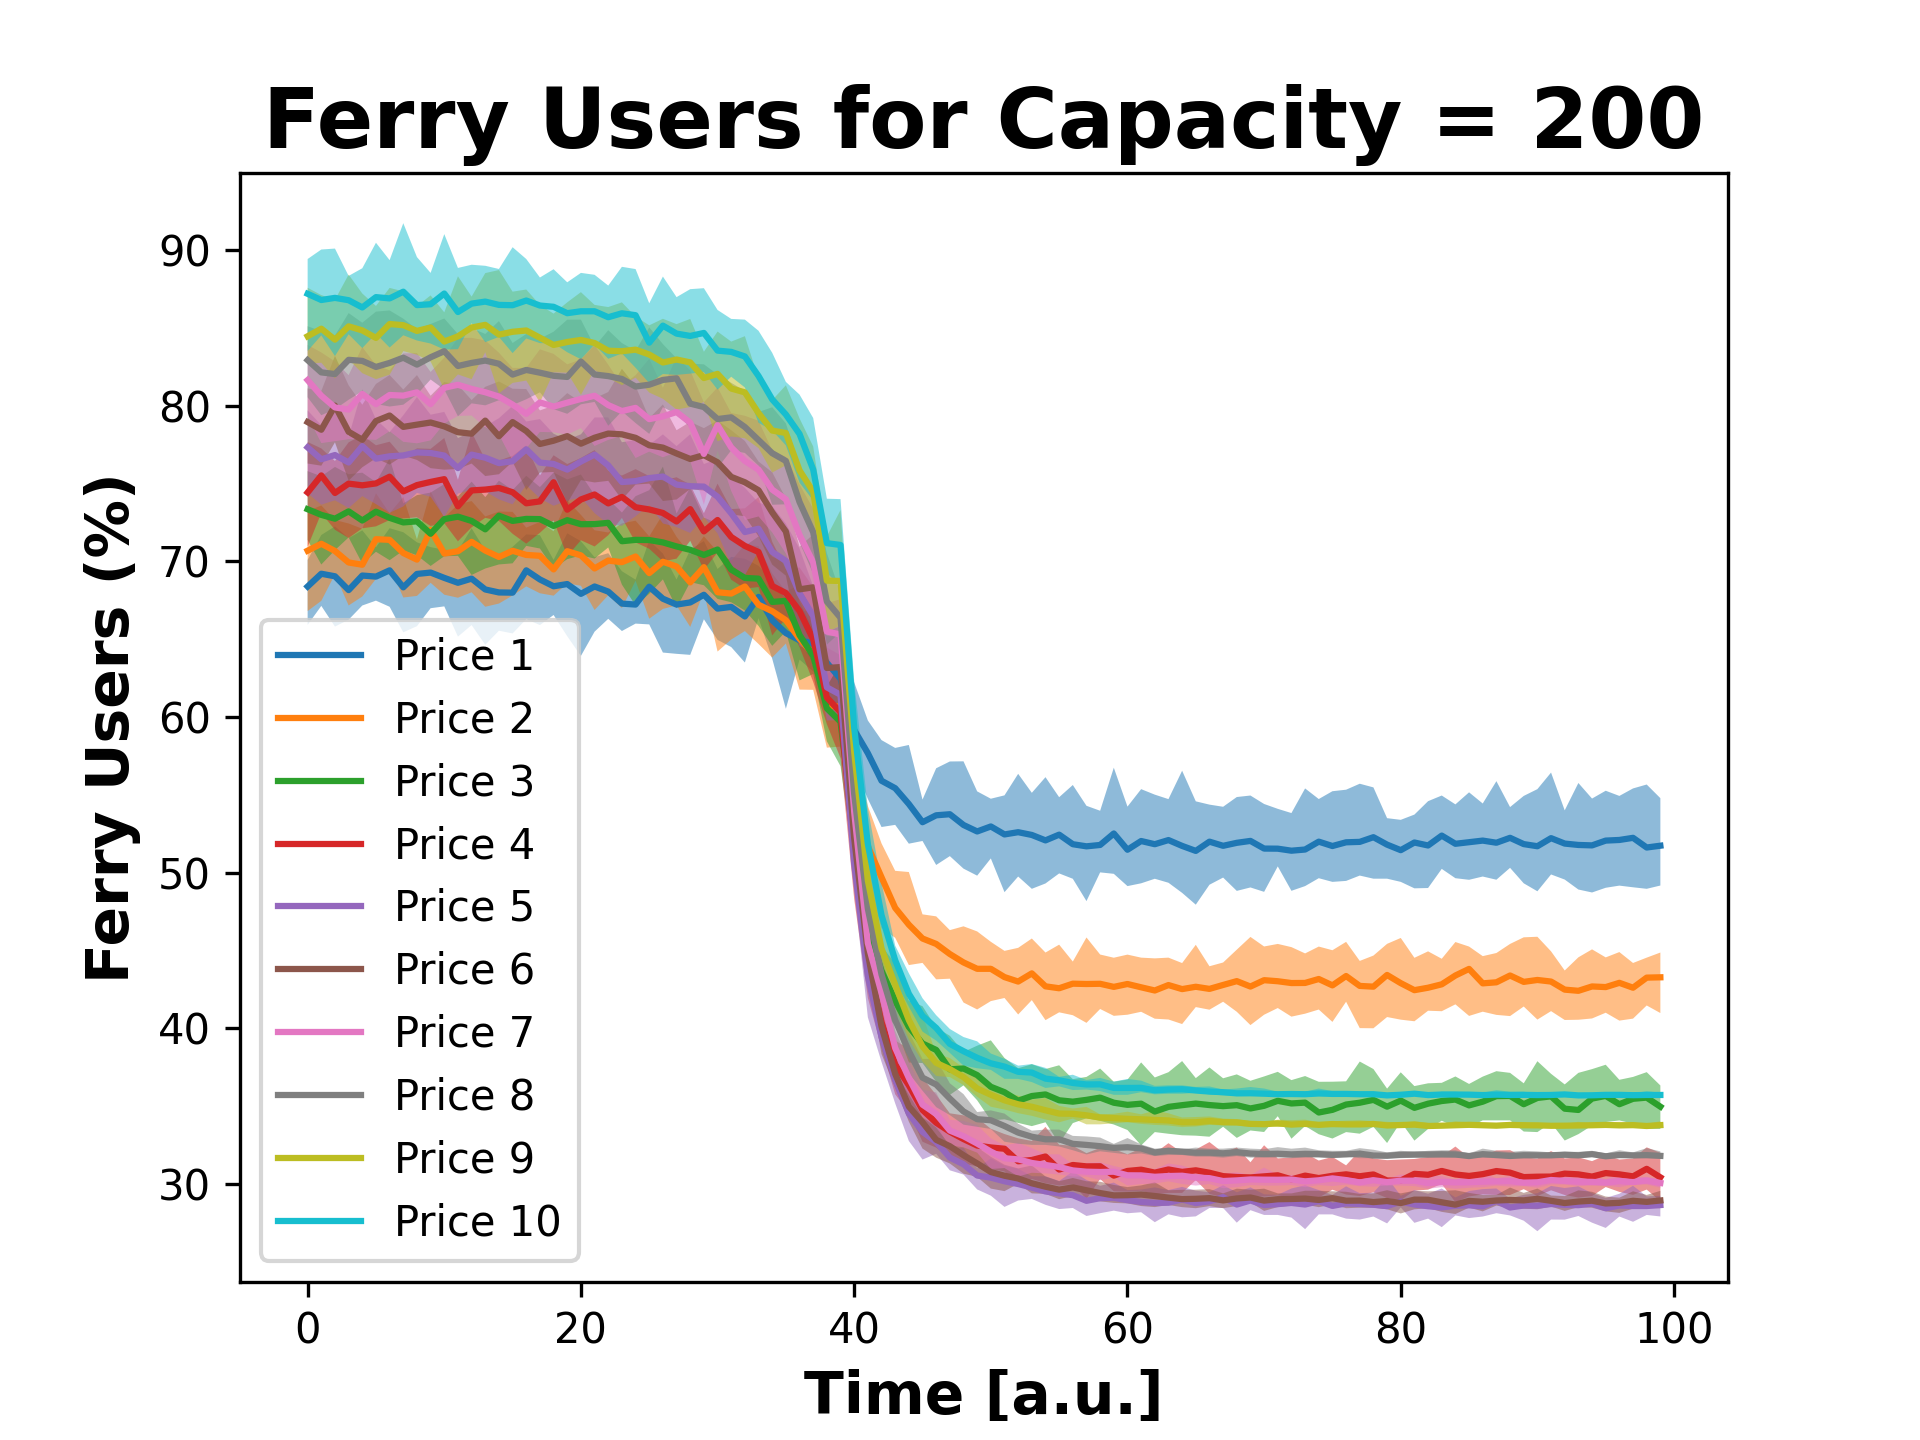 Ferry Users for Capacity = 200
Ferry Users (%)
90
80
70
60
50
40
30
Price 1
Price 2
Price 3
Price 4
Price 5
Price 6
Price 7
Price 8
Price 9
Price 10
0 20 40 60 80 100
Time [a.u.]